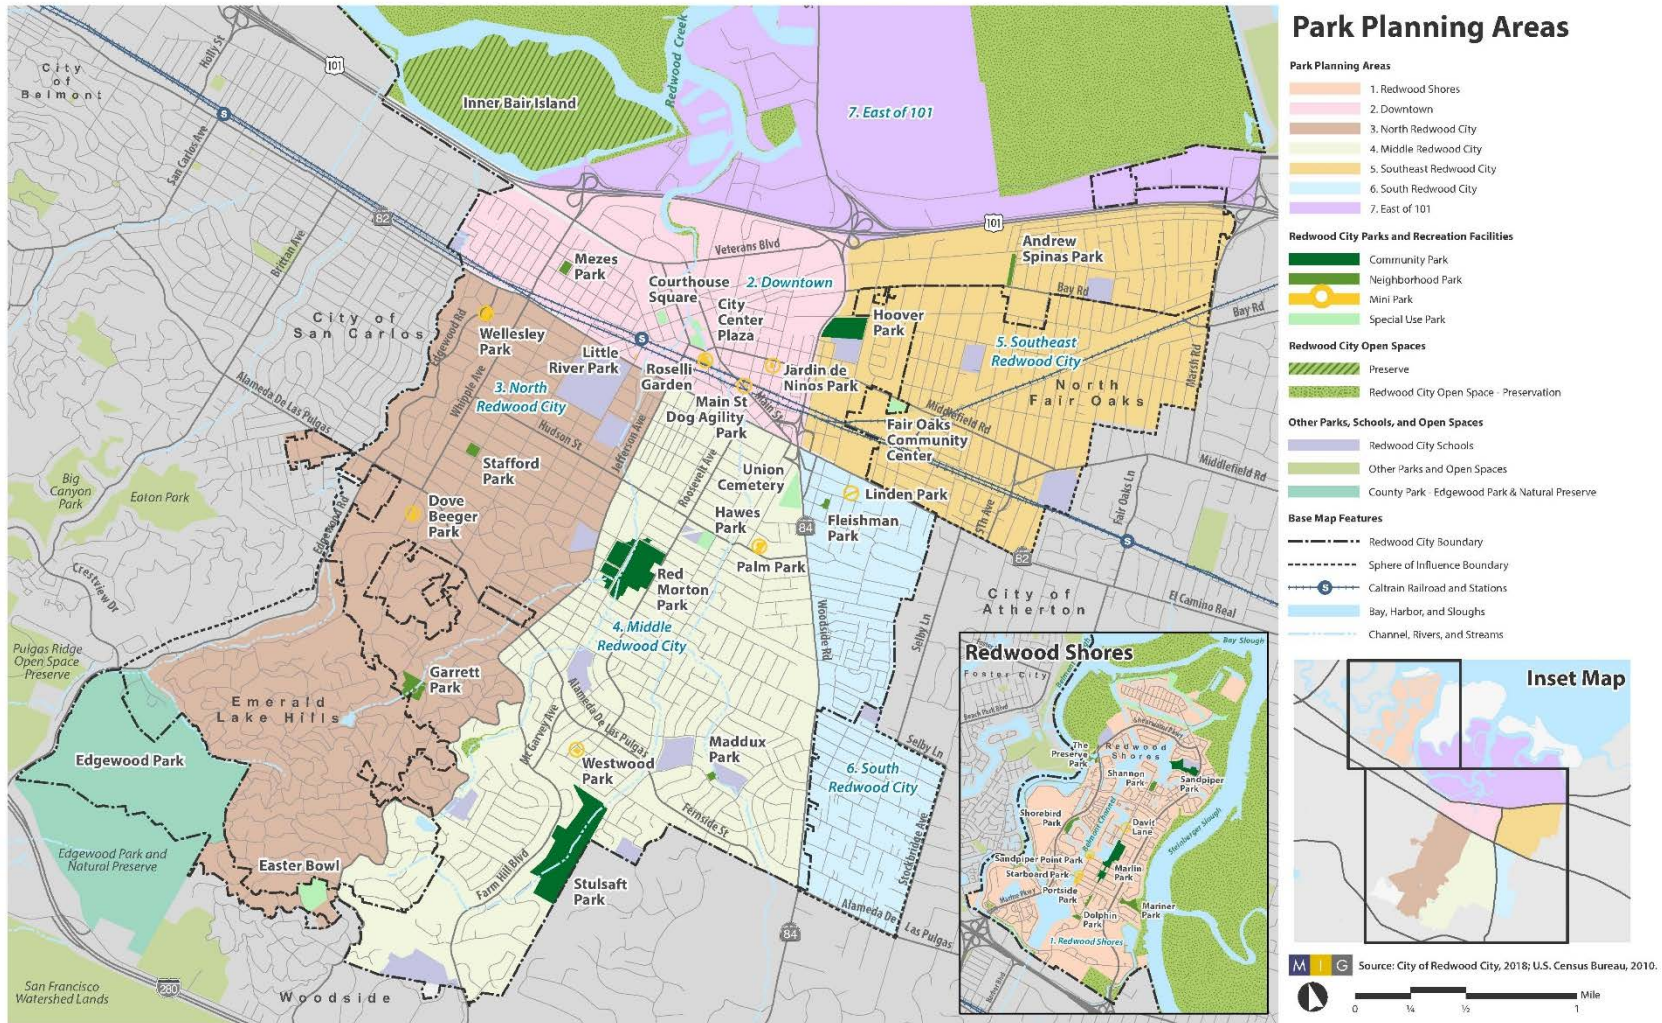 Park Planning Areas
Park Planning Areas
1. Redwood Shores
2. Downtown
3. North Redwood City
4. Middle Redwood City
5. Southeast Redwood City
6. South Redwood City
7. East of 101
Redwood City Parks and Recreation Facilities
Community Park
Neighborhood Park
Mini Park
Special Use Park
Redwood City Open Spaces
Preserve
Redwood City Open Space - Preservation
Other Parks, Schools, and Open Spaces
Redwood City Schools
Other Parks and Open Spaces
County Park - Edgewood Park & Natural Preserve
Base Map Features
Redwood City Boundary
Sphere of Influence Boundary
S
Caltrain Railroad and Stations
Bay, Harbor, and Sloughs
Channel, Rivers, and Streams
Inset Map
M I G
Source: City of Redwood City, 2018; U.S. Census Bureau, 2010.
0 ¼ ½ 1
Mile
City
of
Belmont
Holly St
101
Redwood Creek
Inner Bair Island
7. East of 101
S
San Carlos Ave
82
Brittan Ave
101
Veterans Blvd
Andrew
Spinas Park
Mezes
Park
Courthouse
Square
2. Downtown
City
Center
Plaza
Bay Rd
Bay Rd
City of
San Carlos
Edgewood Rd
Wellesley
Park
Hoover
Park
S
5. Southeast
Redwood City
Marsh Rd
Little
River Park
Roselli
Garden
Jardin de
Ninos Park
North
Fair Oaks
Alameda De Las Pulgas
Whipple Ave
3. North
Redwood City
Main St
Dog Agility
Park
Main St
Middlefield Rd
Fair Oaks
Community
Center
Hudson St
Jefferson Ave
Roosevelt Ave
Stafford
Park
Union
Cemetery
Linden Park
Middlefield Rd
Big
Canyon
Park
Eaton Park
Dove
Beeger
Park
Edgewood Rd
Hawes
Park
84
Fleishman
Park
5th Ave
Fair Oaks Ln
S
82
Palm Park
Crestview Dr
Red
Morton
Park
City of
Atherton
El Camino Real
Woodside Rd
Selby Ln
4. Middle
Redwood City
Pulgas Ridge
Open Space
Preserve
Garrett
Park
Emerald
Lake Hills
Alameda De Las Pulgas
Mc Garvey Ave
Edgewood Park
Westwood
Park
Maddux
Park
Selby Ln
6. South
Redwood City
Fernside St
Stockbridge Ave
Edgewood Park and
Natural Preserve
Easter Bowl
Farm Hill Blvd
Stulsaft
Park
Alameda De
Las Pulgas
84
280
San Francisco
Watershed Lands
Woodside
Redwood Shores
Bay Slough
Foster City
Beach Park Blvd
Shearwater Pkwy
The
Preserve
Park
Redwood
Shores
Shannon
Park
Sandpiper
Park
Shorebird
Park
Belmont Channel
Davit
Lane
Steinberger Slough
Sandpiper Point Park
Starboard Park
Marlin
Park
Portside
Park
Marine Pkwy
Dolphin
Park
Mariner
Park
1. Redwood Shores